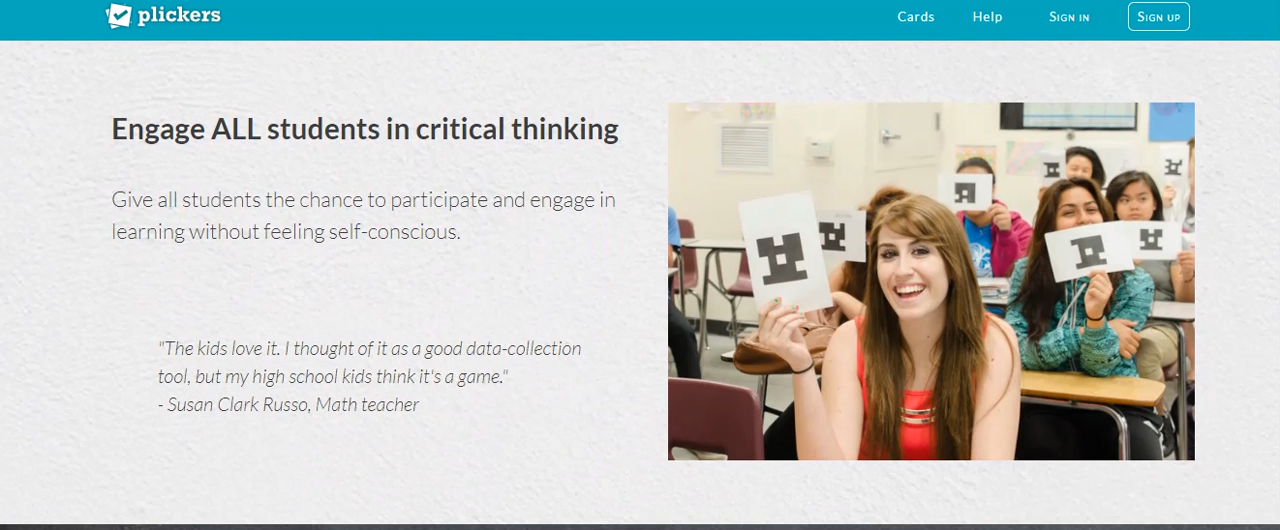 plickers
Cards Help SIGN IN SIGN UP
Engage ALL students in critical thinking
Give all students the chance to participate and engage in
learning without feeling self-conscious.
"The kids love it. I thought of it as a good data-collection
tool, but my high school kids think it's a game."
- Susan Clark Russo, Math teacher